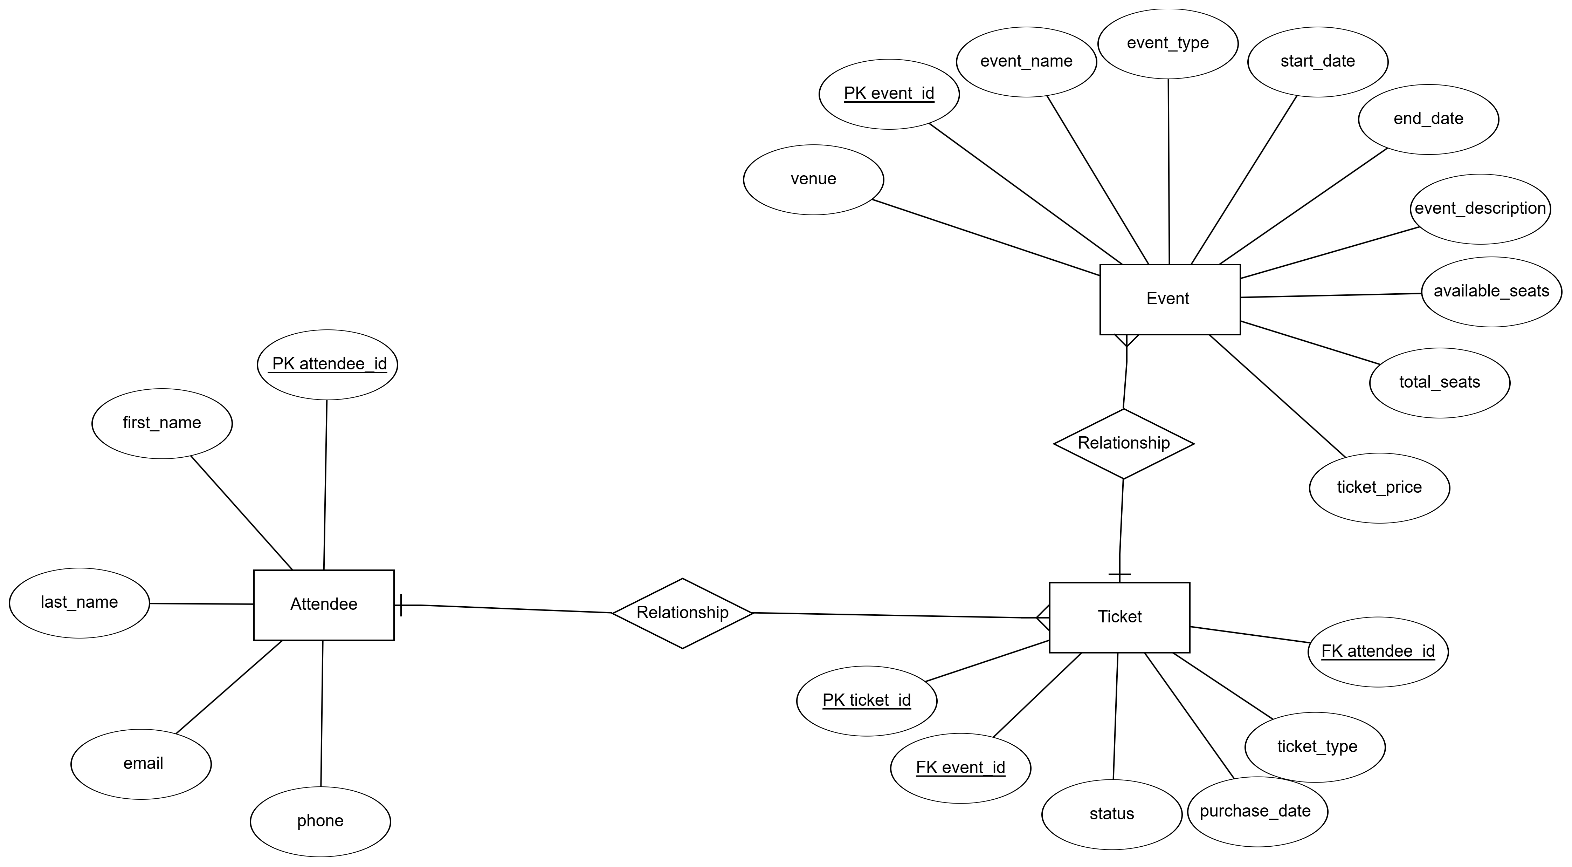 event_type
event_name
start_date
PK event_id
end_date
venue
event_description
Event
available_seats
total_seats
PK attendee_id
first_name
Relationship
ticket_price
Attendee
last_name
Relationship
Ticket
FK attendee_id
PK ticket_id
ticket_type
email
FK event_id
status
purchase_date
phone